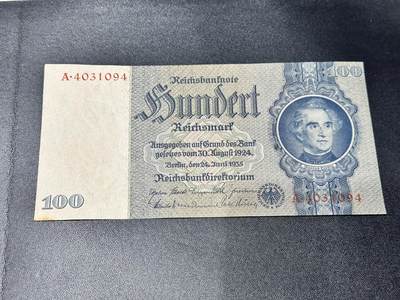 A·4031094
Reichsbanknote
100
Hundert
Reichsmark
Ausgegeben auf Grund des Bank
gesetzes vom 30. August 1924.
Berlin, den 24. Juni 1935
Reichsbankdirektorium
100
A·4031094